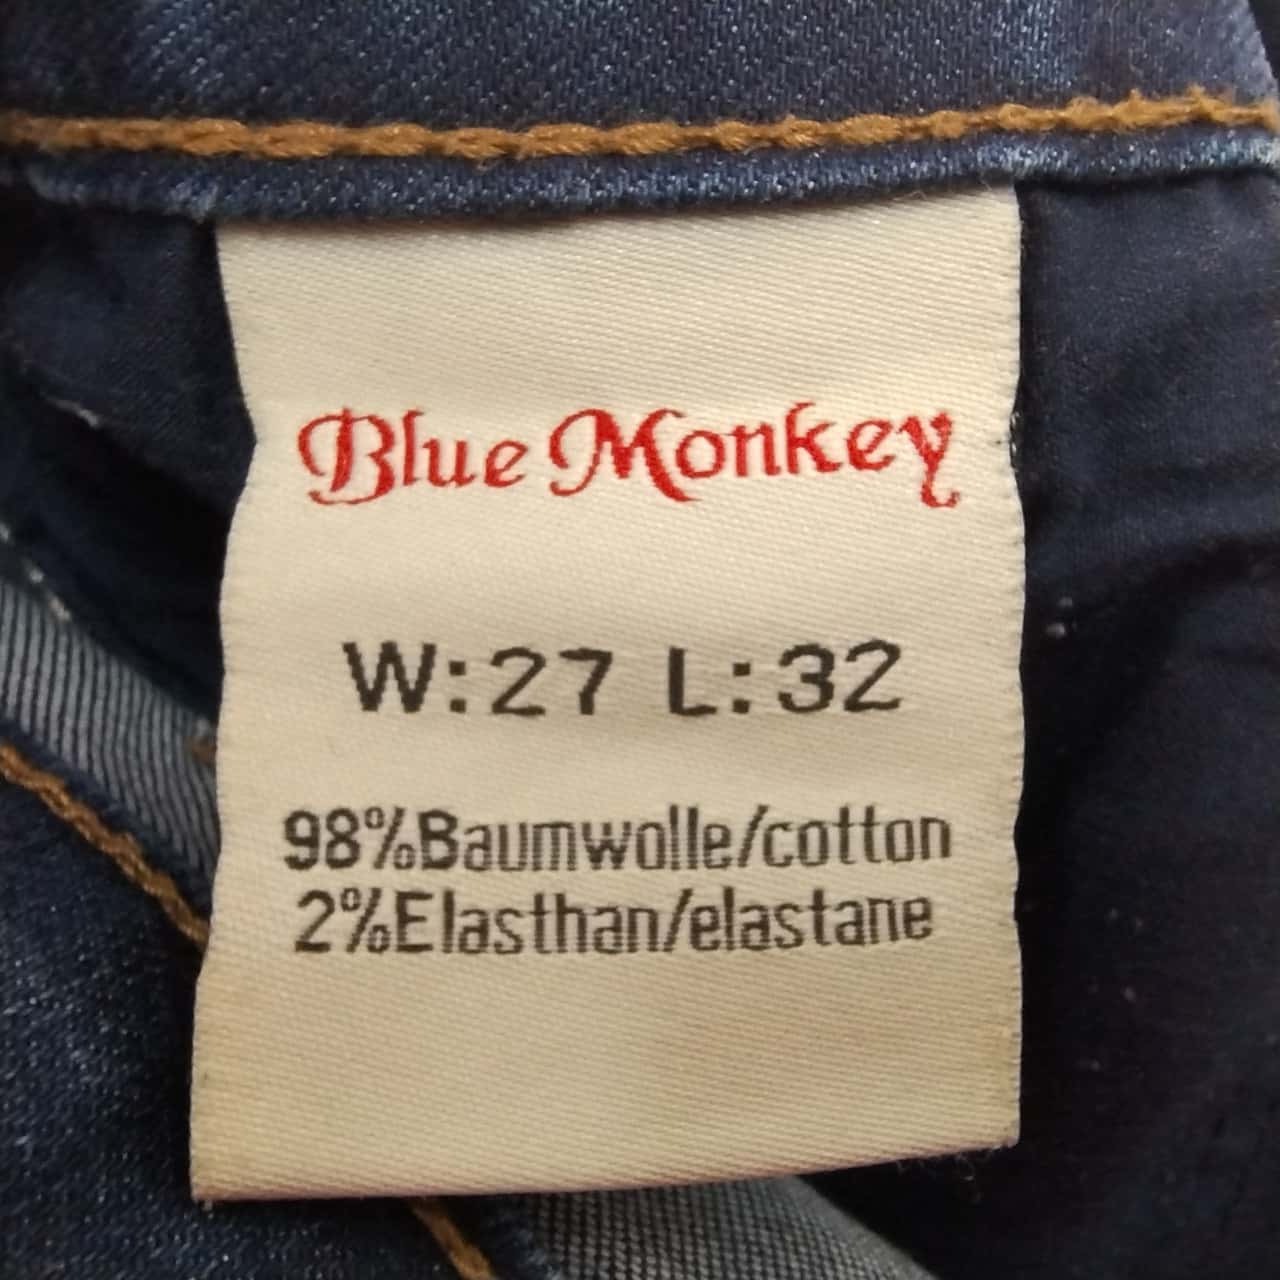 Blue Monkey
W:27 L:32
98%Baumwolle/cotton
2%Elasthan/elastane